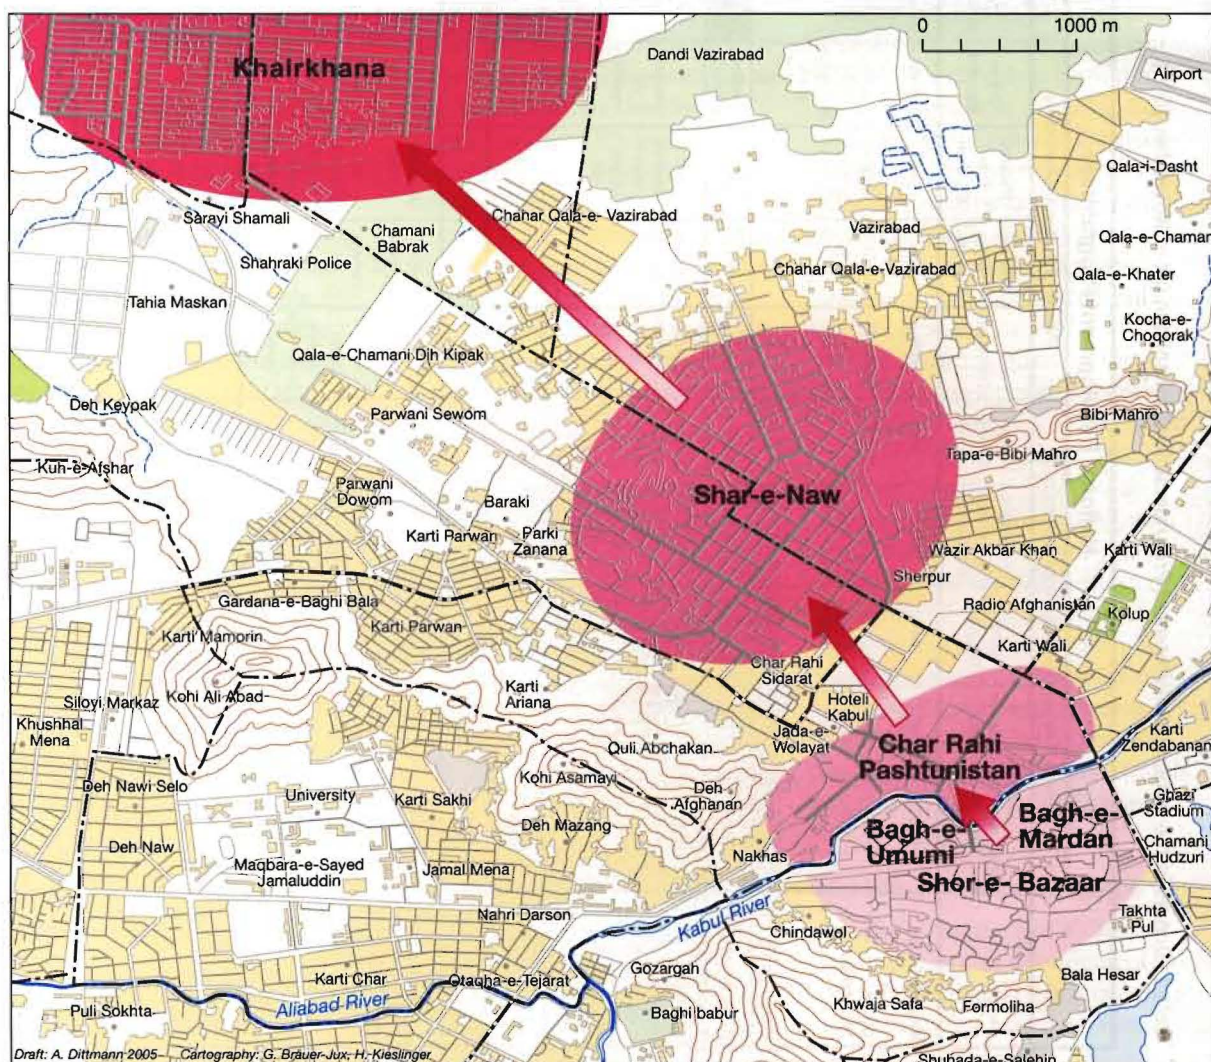 0 1000 m
Dandi Vazirabad
Khairkhana
Airport
Qala-i-Dasht
Sarayi Shamali
Chahar Qala-e- Vazirabad
Chamani
Babrak
Vazirabad
Qala-e-Chaman
Shahraki Police
Chahar Qala-e-Vazirabad
Qala-e-Khater
Tahia Maskan
Kocha-e-
Choqorak
Qala-e-Chamani Dih Kipak
Deh Keypak
Parwani Sewom
Bibi Mahro
Tapa-e-Bibi Mahro
Kuh-e-Afshar
Parwani
Dowom
Baraki
Shar-e-Naw
Karti Parwan
Parki
Zanana
Wazir Akbar Khan
Karti Wali
Sherpur
Gardana-e-Baghi Bala
Radio Afghanistan
Kolup
Karti Mamorin
Karti Parwan
Karti Wali
Char Rahi
Sidarat
Siloyi Markaz
Kohi Ali Abad
Karti
Ariana
Hoteli
Kabul
Khushhal
Mena
Jada-e-
Wolayat
Karti
Zendabanan
Quli Abchakan
Char Rahi
Pashtunistan
Kohi Asamayi
Deh Nawi Selo
University
Karti Sakhi
Deh
Afghanan
Ghazi
Stadium
Bagh-e-
Mardan
Deh Mazang
Bagh-e-
Umumi
Chamani
Hudzuri
Deh Naw
Nakhas
Maqbara-e-Sayed
Jamaluddin
Jamal Mena
Shor-e- Bazaar
Nahri Darson
Kabul River
Takhta
Pul
Chindawol
Gozargah
Karti Char
Otaqha-e-Tejarat
Bala Hesar
Aliabad River
Khwaja Safa
Formoliha
Puli Sokhta
Baghi babur
Shuhada-e-Salehin
Draft: A. Dittmann 2005 Cartography: G. Bräuer-Jux, H. Kieslinger